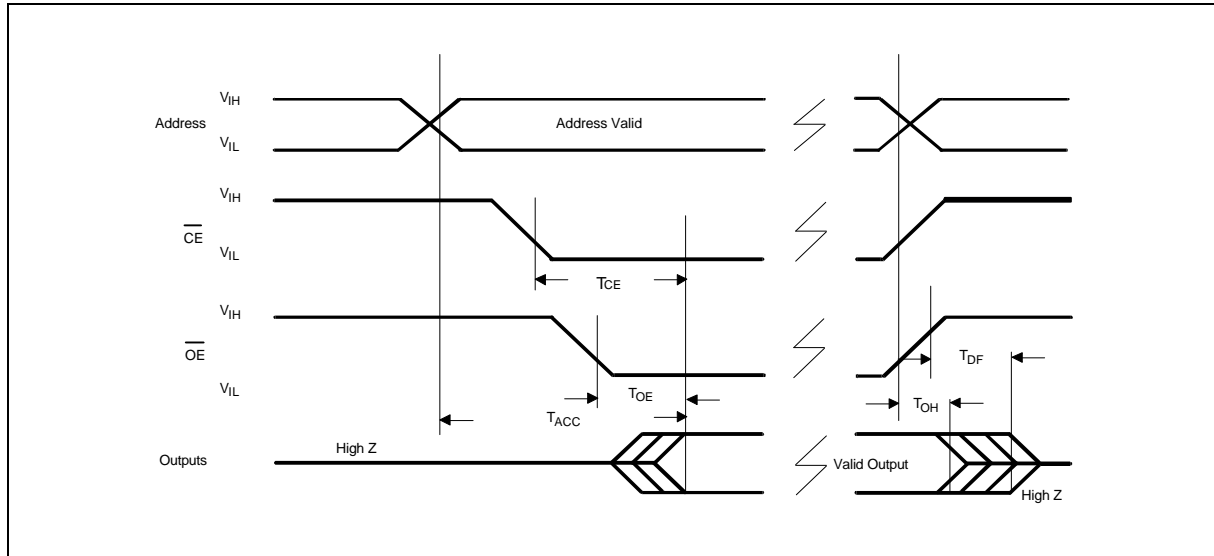 VIH
Address
Address Valid
VIL
VIH
CE
VIL
TCE
VIH
OE
TDF
VIL
TOE
TOH
TACC
High Z
Outputs
Valid Output
High Z